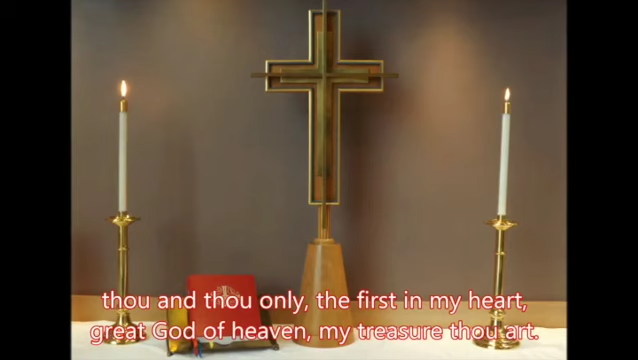 thou and thou only, the first in my heart,
great God of heaven, my treasure thou art.